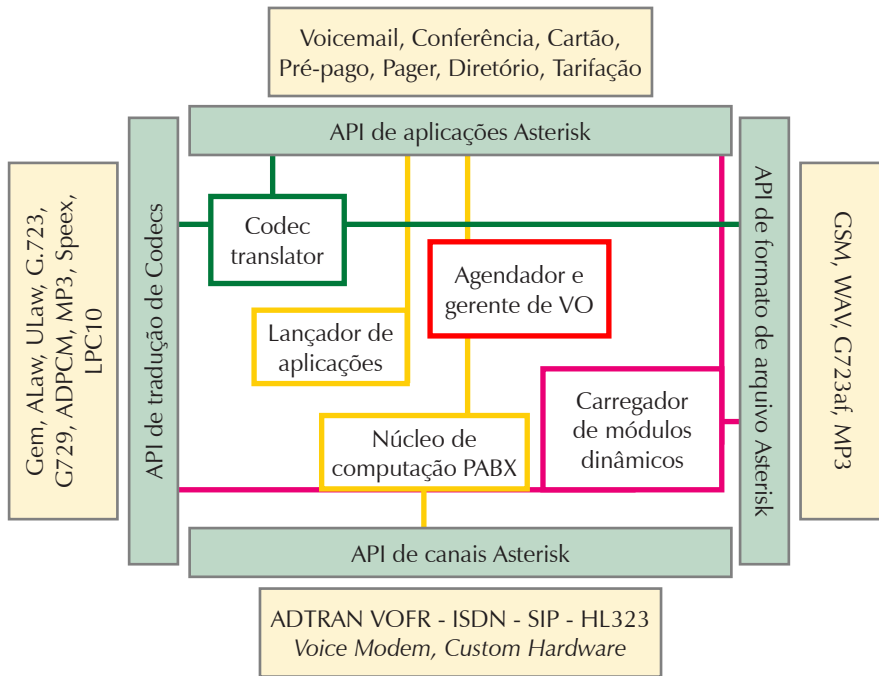 Voicemail, Conferência, Cartão,
Pré-pago, Pager, Diretório, Tarifação
API de aplicações Asterisk
Gem, ALaw, ULaw, G.723,
G729, ADPCM, MP3, Speex,
LPC10
API de tradução de Codecs
Codec
translator
Agendador e
gerente de VO
Lançador de
aplicações
Núcleo de
computação PABX
Carregador
de módulos
dinâmicos
API de formato de arquivo Asterisk
GSM, WAV, G723af, MP3
API de canais Asterisk
ADTRAN VOFR - ISDN - SIP - HL323
Voice Modem, Custom Hardware